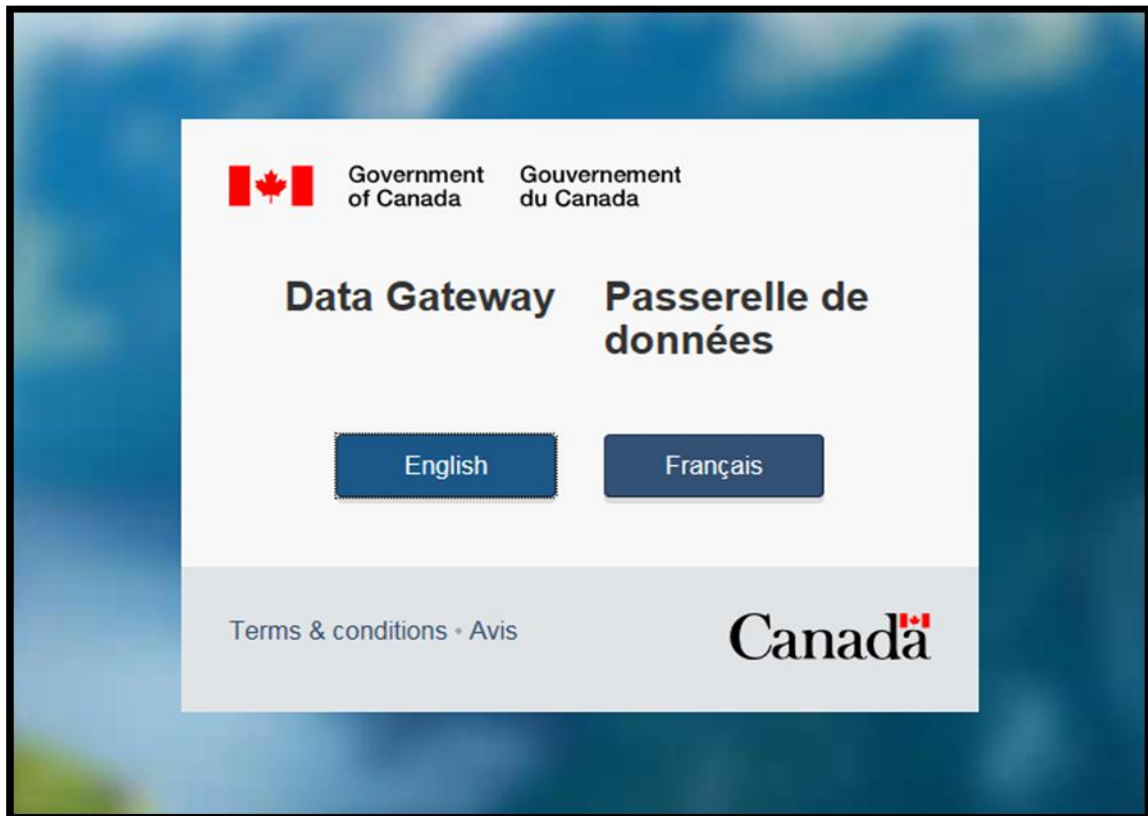 Government of Canada
Gouvernement du Canada
Data Gateway
Passerelle de données
English
Français
Terms & conditions • Avis
Canada